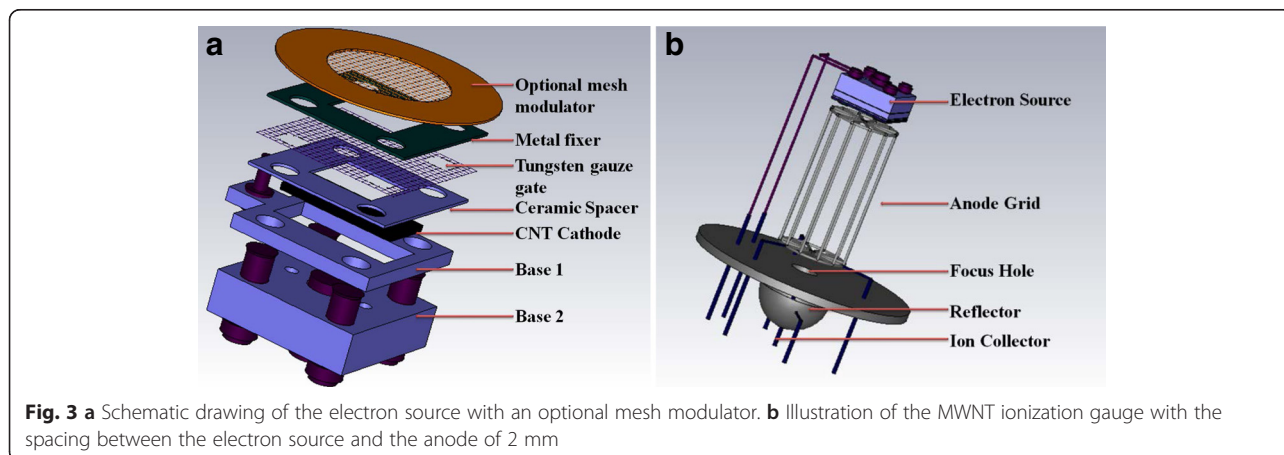 a
Optional mesh
modulator
Metal fixer
Tungsten gauze
gate
Ceramic Spacer
CNT Cathode
Base 1
Base 2
b
Electron Source
Anode Grid
Focus Hole
Reflector
Ion Collector
Fig. 3 a Schematic drawing of the electron source with an optional mesh modulator. b Illustration of the MWNT ionization gauge with the
spacing between the electron source and the anode of 2 mm